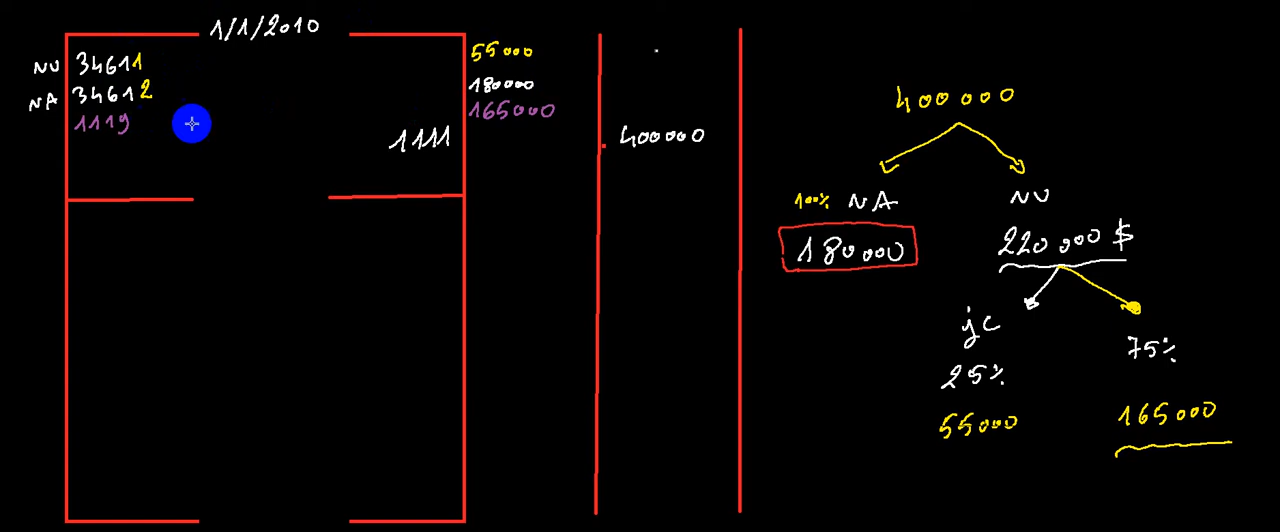 1/1/2010
NU 34611 55000
NA 34612 180000
1119 165000
1111 400000
400000
100% NA NU
180000 220000 $
jc 75%
25%
55000 165000